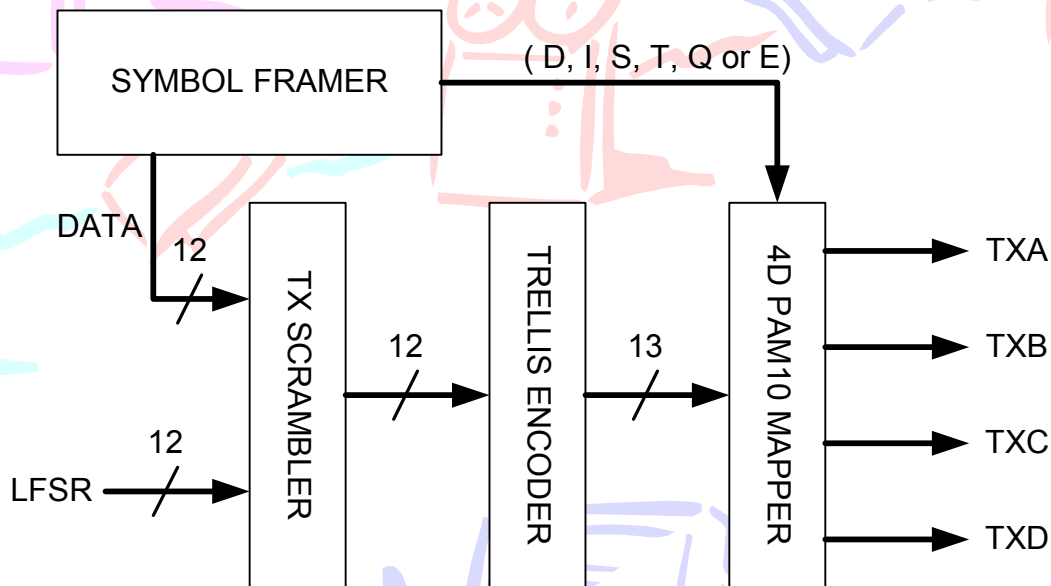 SYMBOL FRAMER
( D, I, S, T, Q or E)
DATA
12
TX SCRAMBLER
12
TRELLIS ENCODER
13
4D PAM10 MAPPER
TXA
TXB
TXC
TXD
12
LFSR